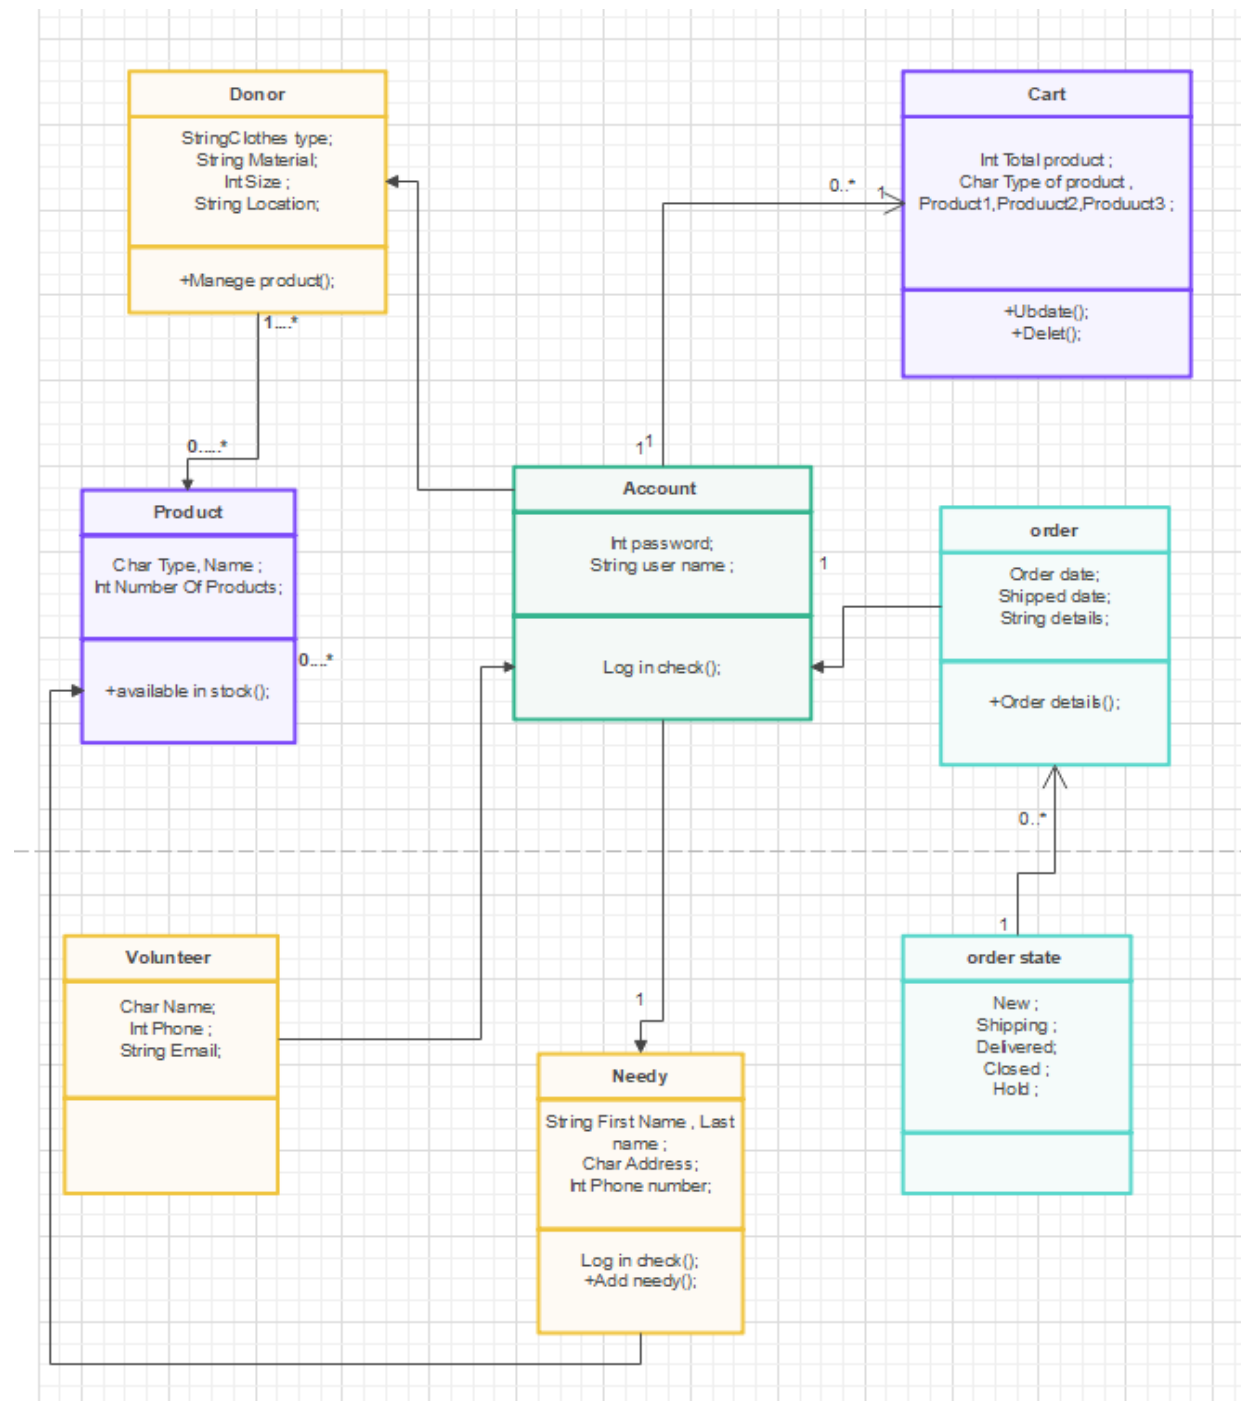 Donor
StringClothes type;
String Material;
Int Size ;
String Location;
+Manege product();
1....*
0.....*
Cart
Int Total product ;
Char Type of product ,
Product1,Produuct2,Produuct3 ;
+Ubdate();
+Delet();
0..*
1
1
1
Account
Int password;
String user name ;
Log in check();
1
Product
Char Type, Name ;
Int Number Of Products;
+available in stock();
0....*
order
Order date;
Shipped date;
String details;
+Order details();
0..*
1
Volunteer
Char Name;
Int Phone ;
String Email;
1
Needy
String First Name , Last
name ;
Char Address;
Int Phone number;
Log in check();
+Add needy();
order state
New ;
Shipping ;
Delivered;
Closed ;
Hold ;